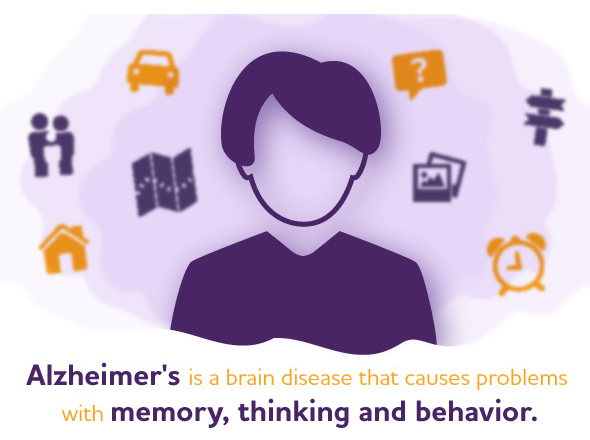 ?
Alzheimer's is a brain disease that causes problems
with memory, thinking and behavior.